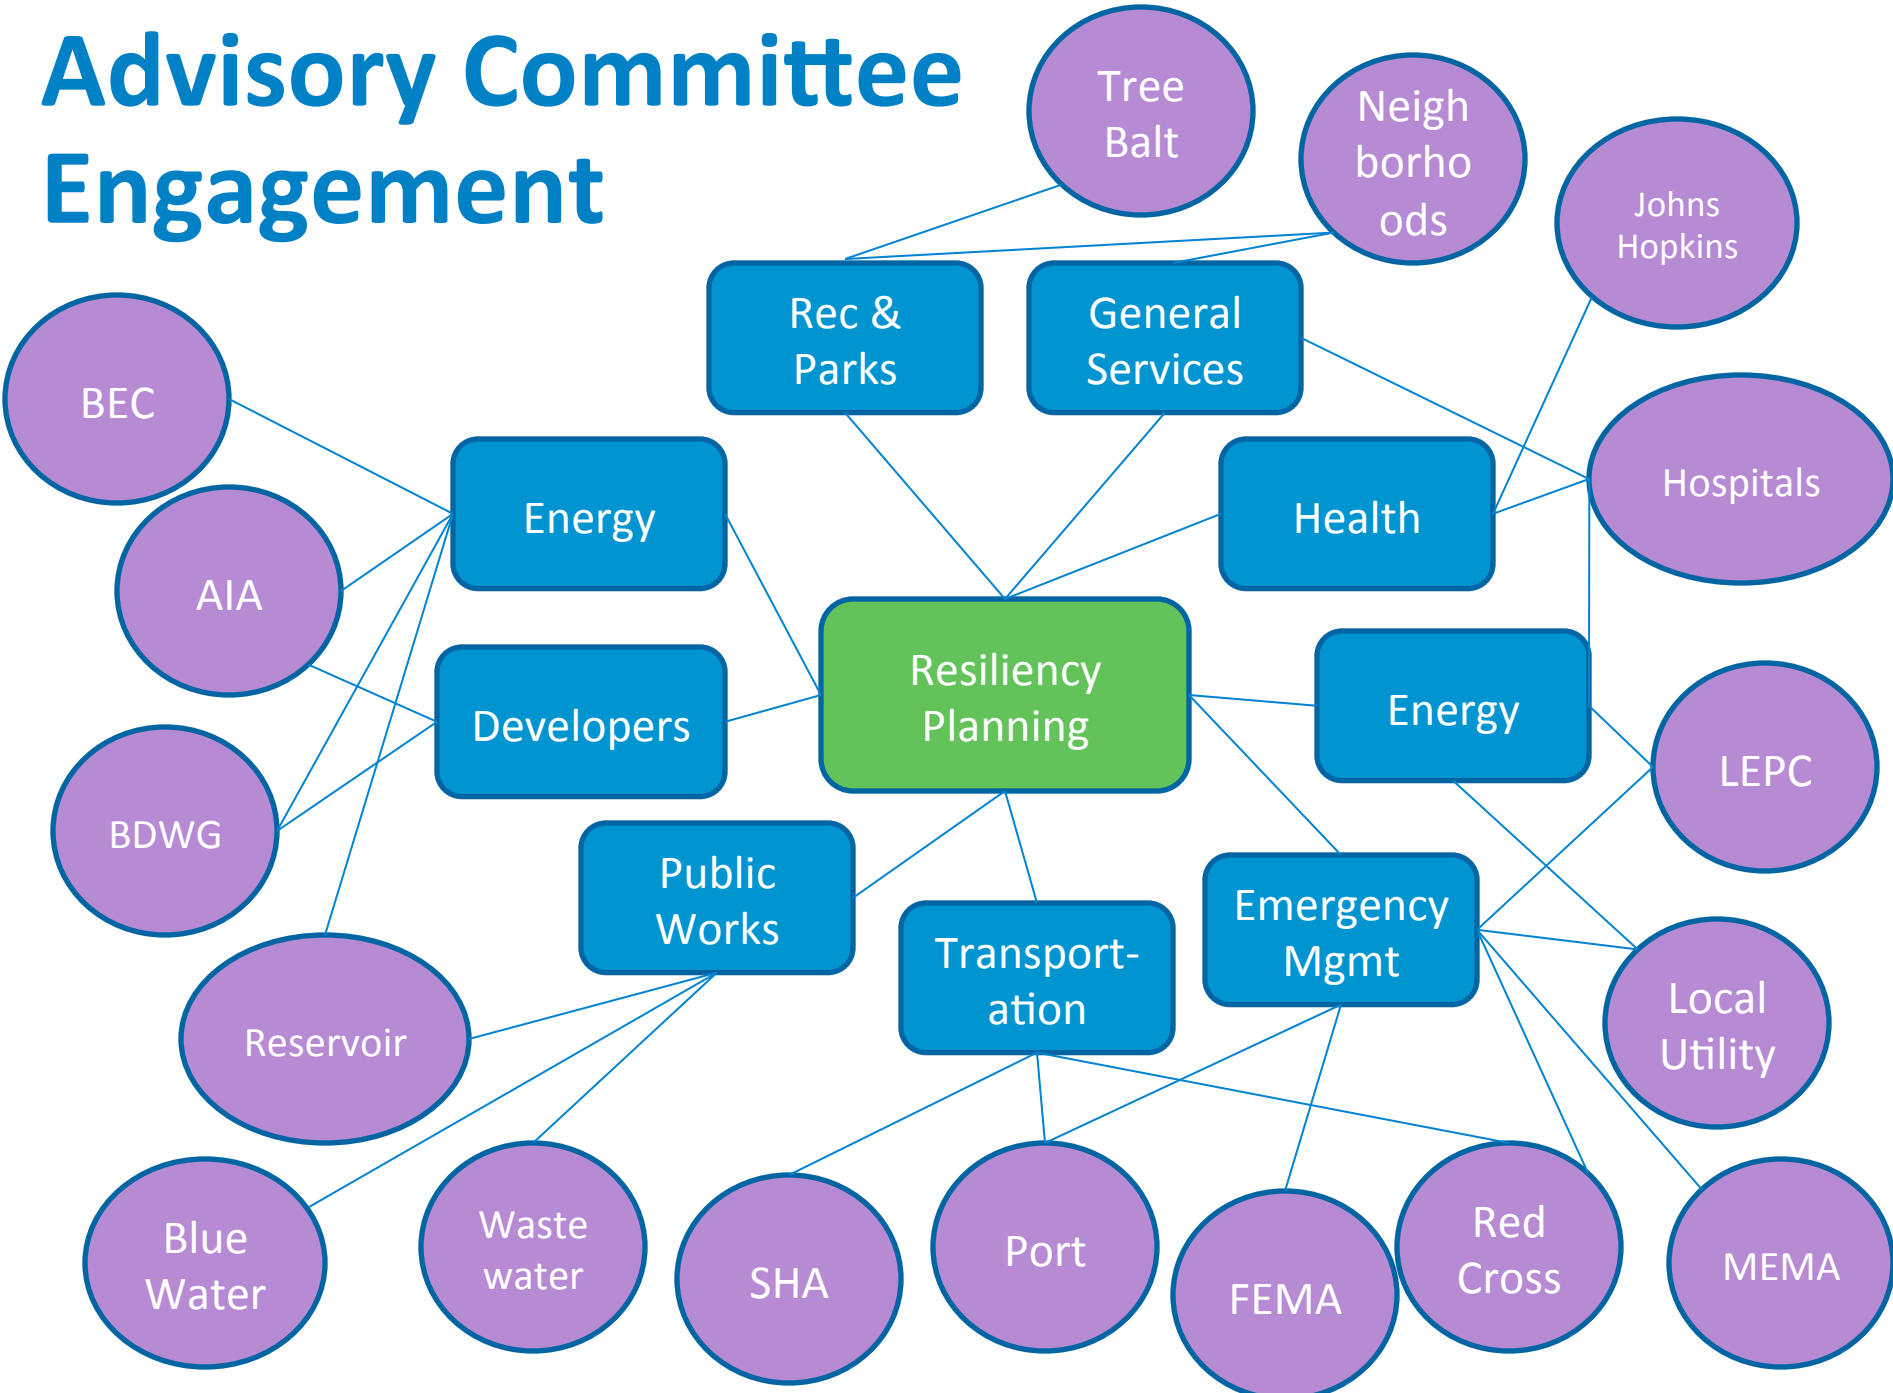 Advisory Committee
Engagement
Tree
Balt
Neigh
borho
ods
Johns
Hopkins
Rec &
Parks
General
Services
BEC
Energy
Health
Hospitals
AIA
Resiliency
Planning
Developers
Energy
LEPC
BDWG
Public
Works
Emergency
Mgmt
Transport-
ation
Reservoir
Local
Utility
Blue
Water
Waste
water
SHA
Port
FEMA
Red
Cross
MEMA